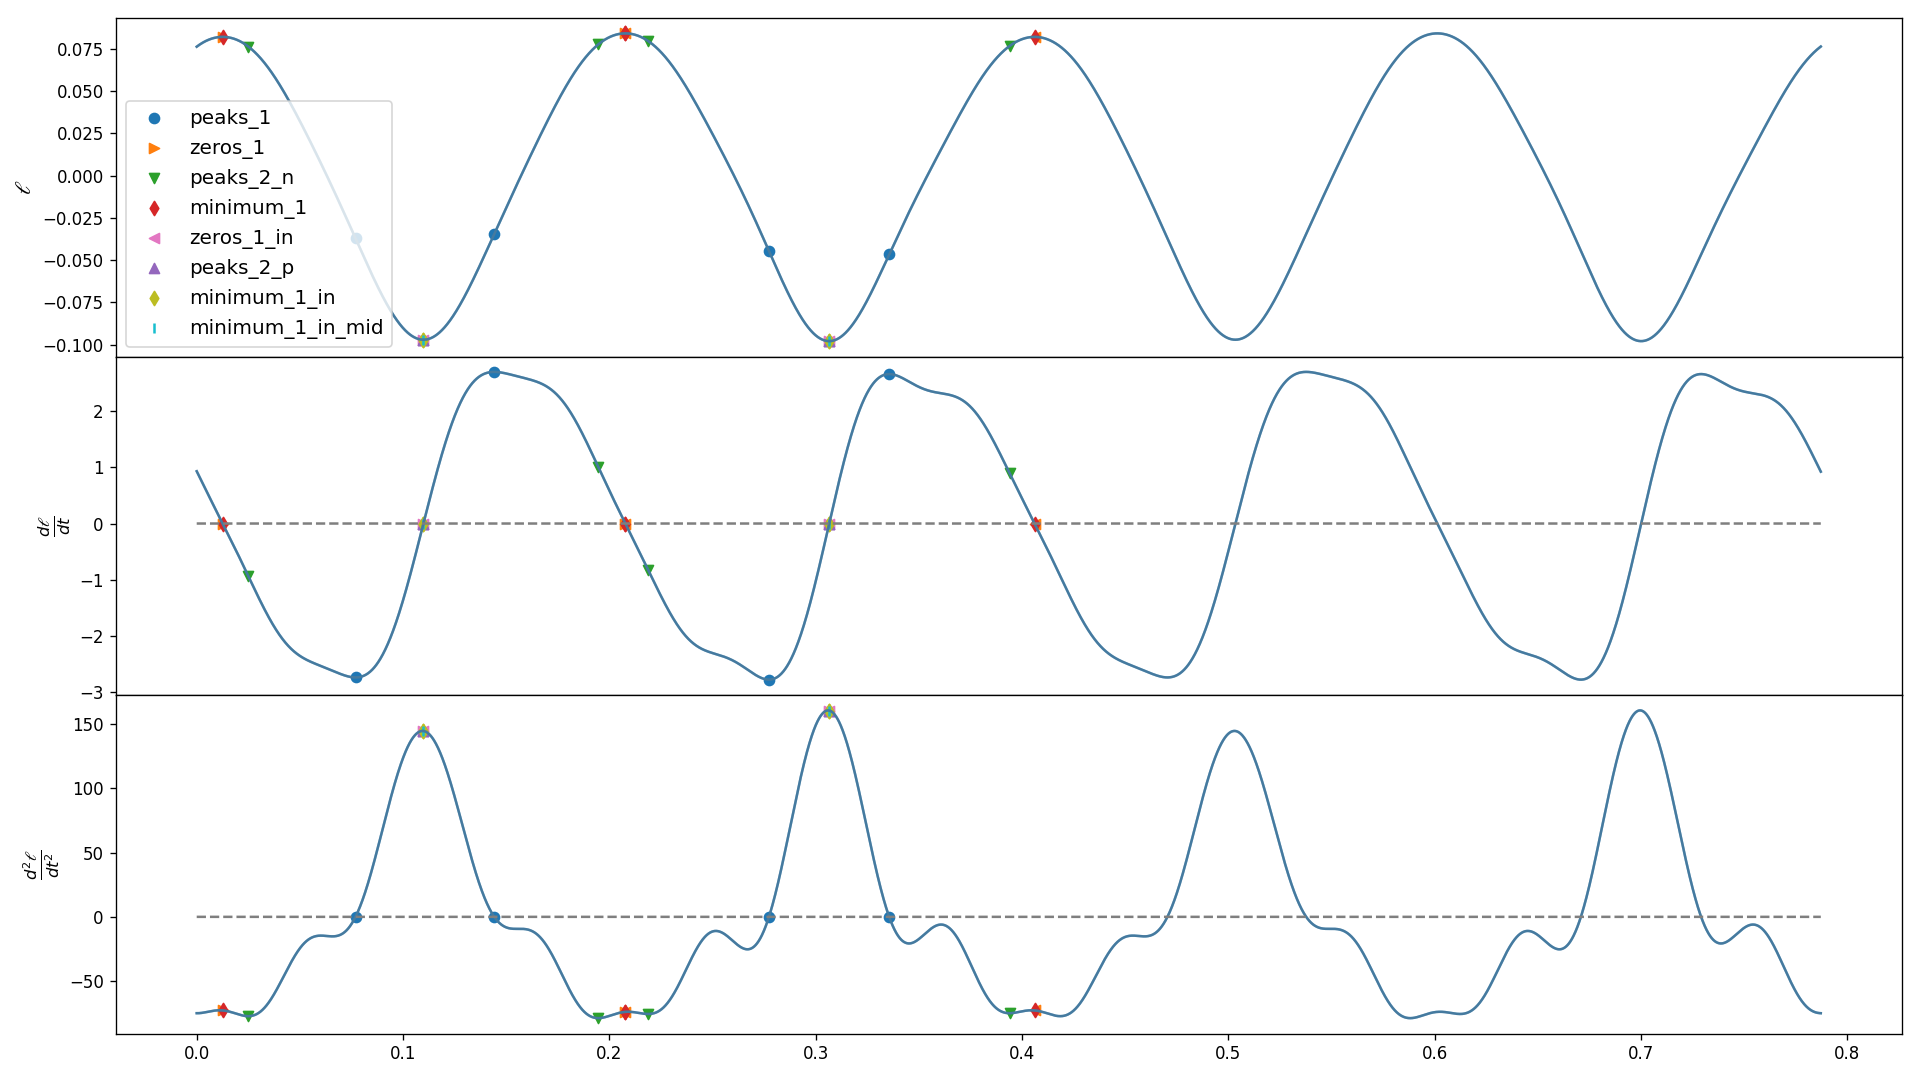 0.075
0.050
0.025
0.000
−0.025
−0.050
−0.075
−0.100
ℓ
peaks_1
zeros_1
peaks_2_n
minimum_1
zeros_1_in
peaks_2_p
minimum_1_in
minimum_1_in_mid
2
1
0
−1
−2
−3
dℓ
dt
150
100
50
0
−50
d²ℓ
dt²
0.0 0.1 0.2 0.3 0.4 0.5 0.6 0.7 0.8